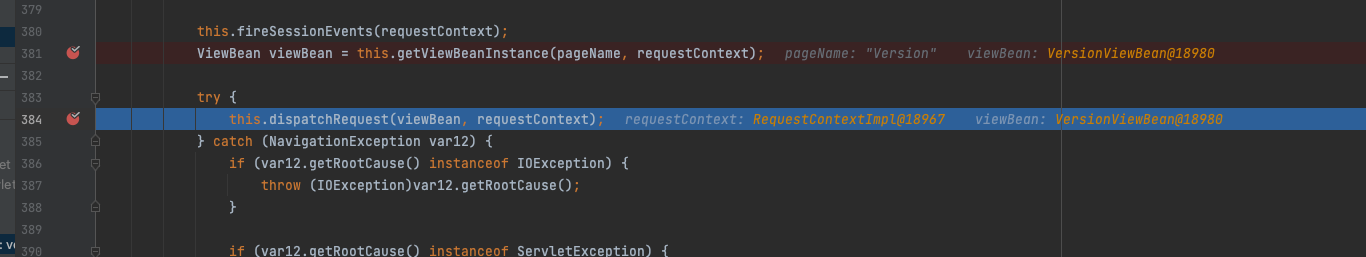 379
380 this.fireSessionEvents(requestContext);
381 ViewBean viewBean = this.getViewBeanInstance(pageName, requestContext); pageName: "Version" viewBean: VersionViewBean@18980
382
383 try {
384 this.dispatchRequest(viewBean, requestContext); requestContext: RequestContextImpl@18967 viewBean: VersionViewBean@18980
385 } catch (NavigationException var12) {
386 if (var12.getRootCause() instanceof IOException) {
387 throw (IOException)var12.getRootCause();
388 }
389
390 if (var12.getRootCause() instanceof ServletException) {